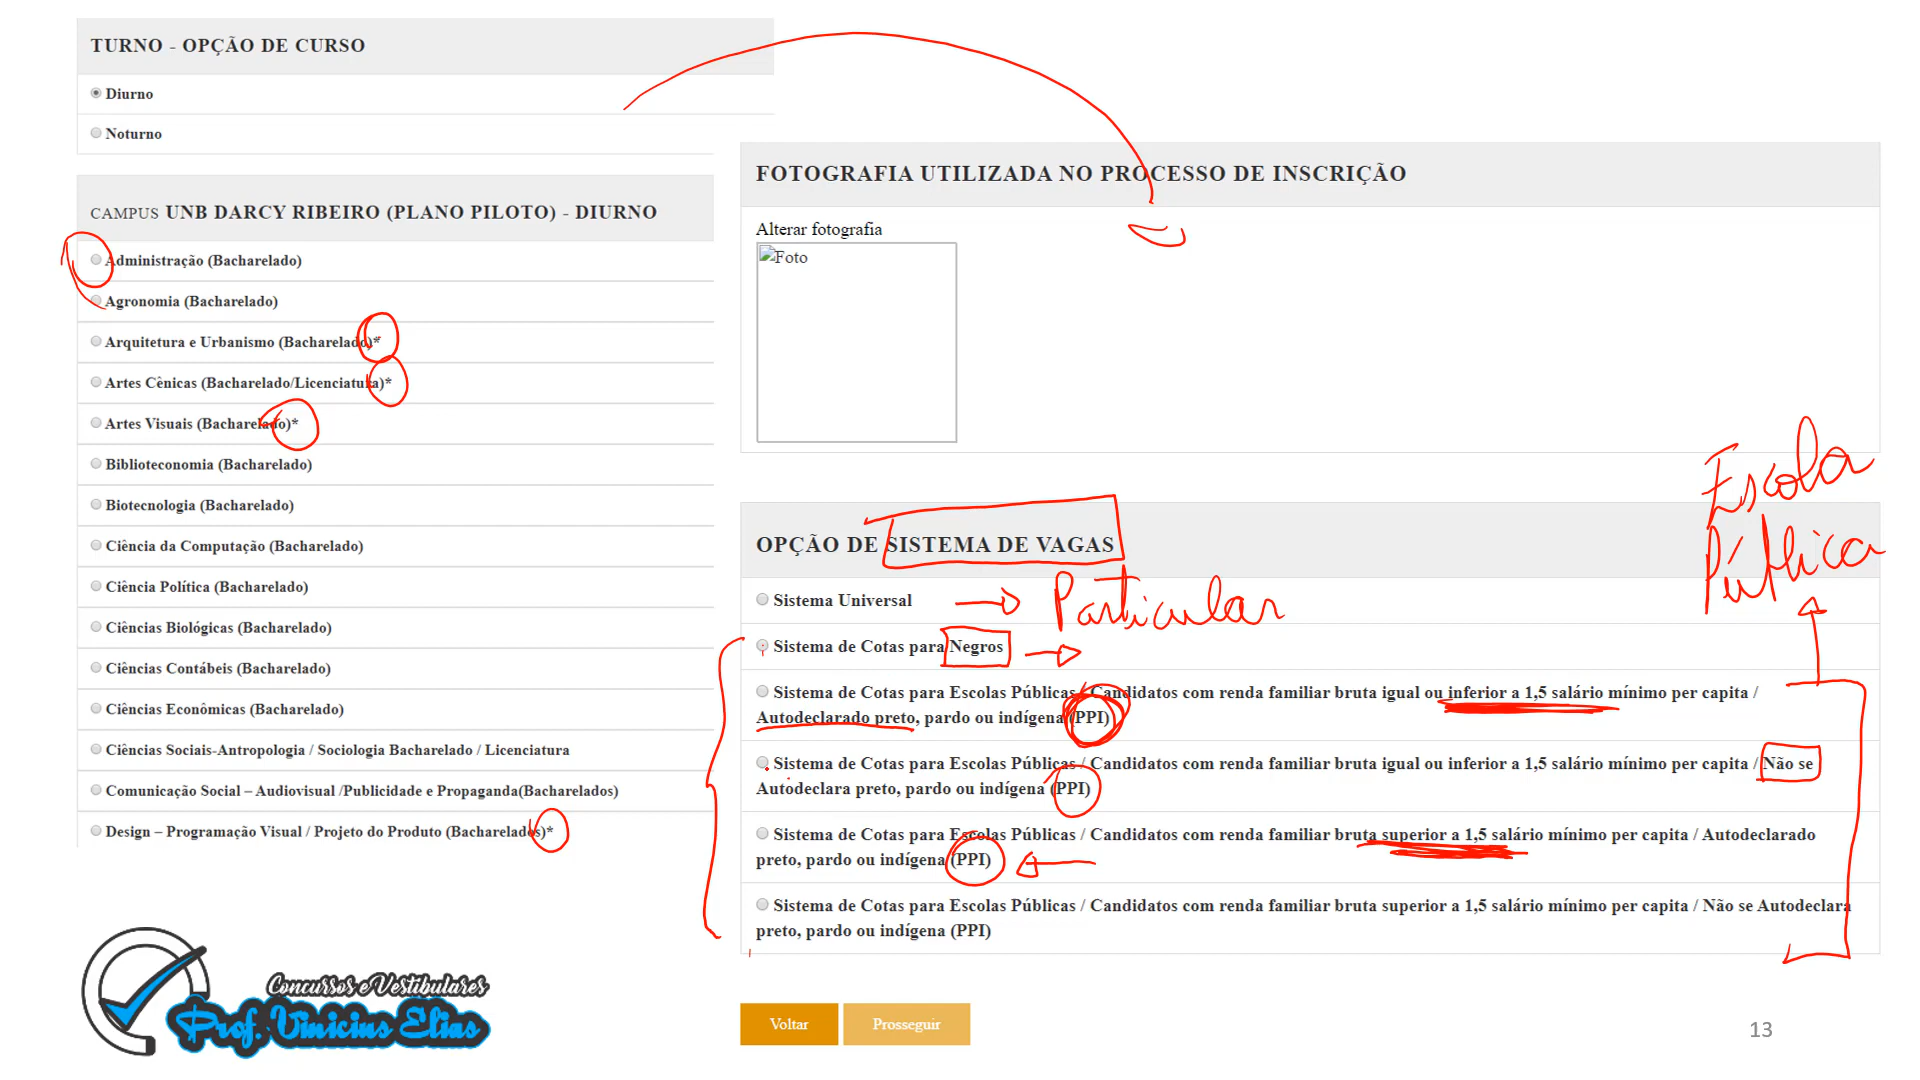 TURNO - OPÇÃO DE CURSO
Diurno
Noturno
CAMPUS UNB DARCY RIBEIRO (PLANO PILOTO) - DIURNO
Administração (Bacharelado)
Agronomia (Bacharelado)
Arquitetura e Urbanismo (Bacharelado)*
Artes Cênicas (Bacharelado/Licenciatura)*
Artes Visuais (Bacharelado)*
Biblioteconomia (Bacharelado)
Biotecnologia (Bacharelado)
Ciência da Computação (Bacharelado)
Ciência Política (Bacharelado)
Ciências Biológicas (Bacharelado)
Ciências Contábeis (Bacharelado)
Ciências Econômicas (Bacharelado)
Ciências Sociais-Antropologia / Sociologia Bacharelado / Licenciatura
Comunicação Social – Audiovisual /Publicidade e Propaganda(Bacharelados)
Design – Programação Visual / Projeto do Produto (Bacharelados)*
Concursos e Vestibulares
Prof. Vinicius Elias
FOTOGRAFIA UTILIZADA NO PROCESSO DE INSCRIÇÃO
Alterar fotografia
Foto
Escola
Pública
OPÇÃO DE SISTEMA DE VAGAS
Sistema Universal
Particular
Sistema de Cotas para Negros
Sistema de Cotas para Escolas Públicas / Candidatos com renda familiar bruta igual ou inferior a 1,5 salário mínimo per capita /
Autodeclarado preto, pardo ou indígena (PPI)
Sistema de Cotas para Escolas Públicas / Candidatos com renda familiar bruta igual ou inferior a 1,5 salário mínimo per capita / Não se
Autodeclara preto, pardo ou indígena (PPI)
Sistema de Cotas para Escolas Públicas / Candidatos com renda familiar bruta superior a 1,5 salário mínimo per capita / Autodeclarado
preto, pardo ou indígena (PPI)
Sistema de Cotas para Escolas Públicas / Candidatos com renda familiar bruta superior a 1,5 salário mínimo per capita / Não se Autodeclara
preto, pardo ou indígena (PPI)
Voltar
Prosseguir
13